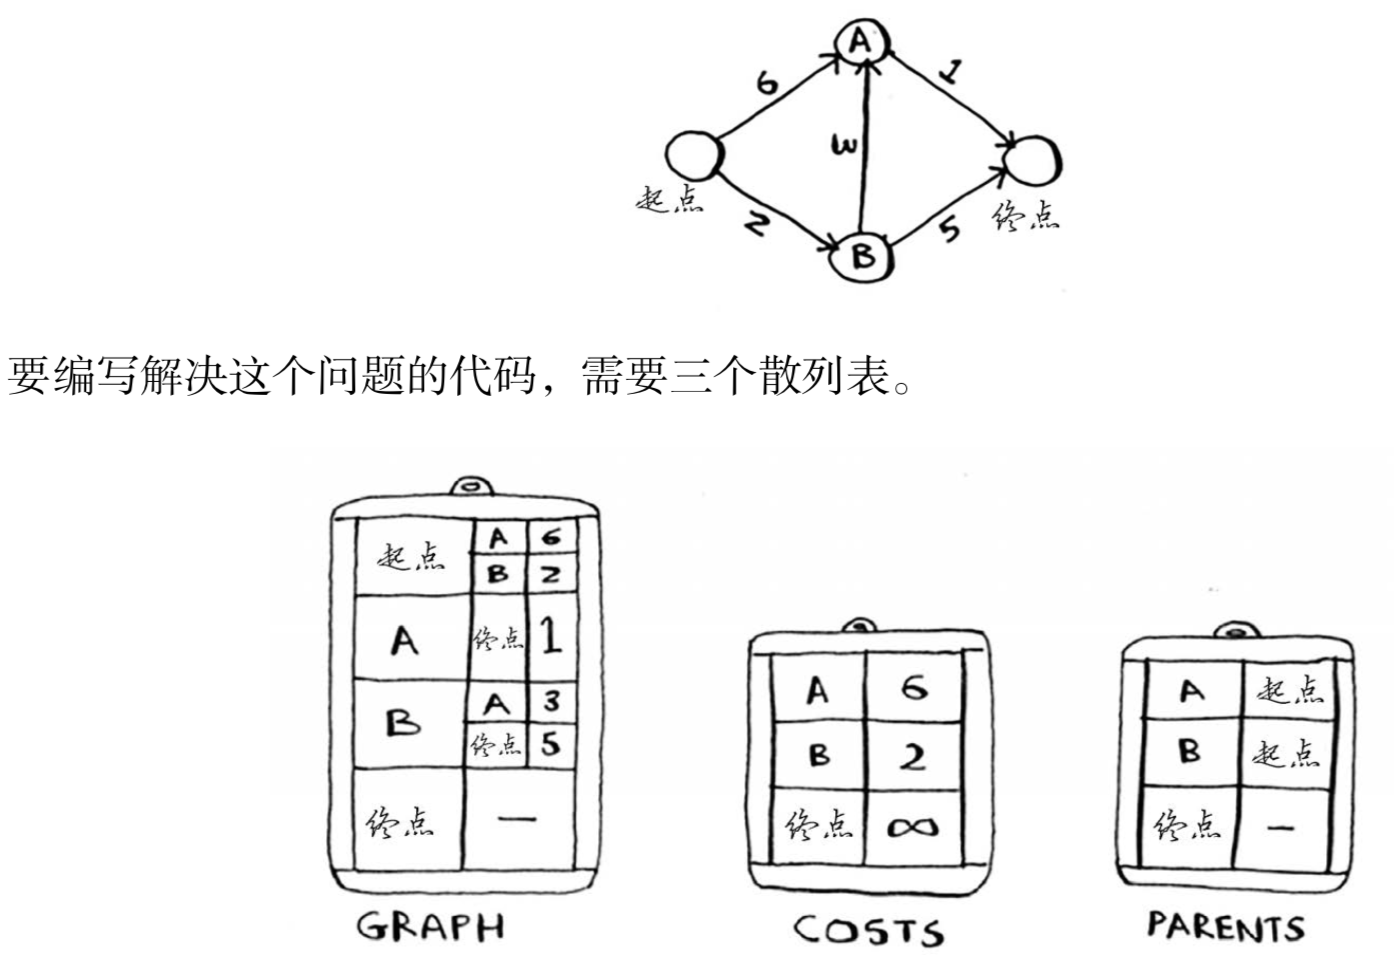 A
6
1
3
起点
终点
2
5
B
要编写解决这个问题的代码，需要三个散列表。
起点 A 6
B 2
A 终点 1
B A 3
终点 5
终点 —
GRAPH
A 6
B 2
终点 ∞
COSTS
A 起点
B 起点
终点 —
PARENTS